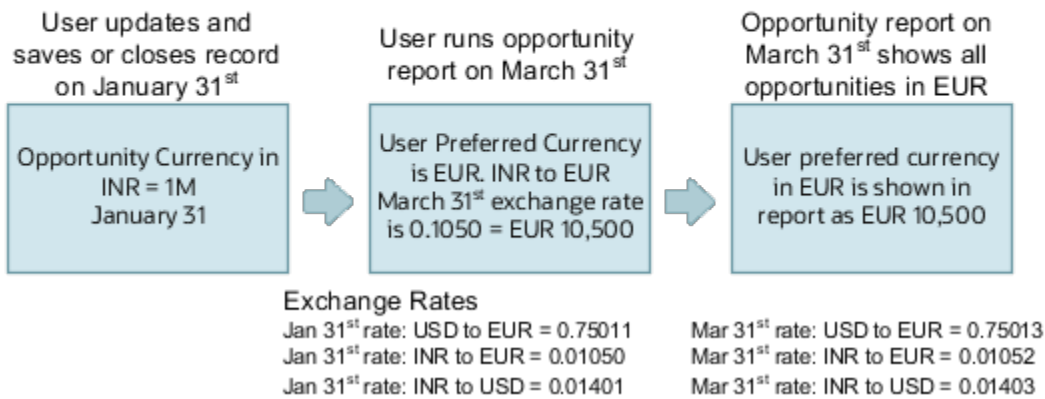 User updates and
saves or closes record
on January 31st
User runs opportunity
report on March 31st
Opportunity report on
March 31st shows all
opportunities in EUR
Opportunity Currency in
INR = 1M
January 31
User Preferred Currency
is EUR. INR to EUR
March 31st exchange rate
is 0.1050 = EUR 10,500
User preferred currency
in EUR is shown in
report as EUR 10,500
Exchange Rates
Jan 31st rate: USD to EUR = 0.75011
Jan 31st rate: INR to EUR = 0.01050
Jan 31st rate: INR to USD = 0.01401
Mar 31st rate: USD to EUR = 0.75013
Mar 31st rate: INR to EUR = 0.01052
Mar 31st rate: INR to USD = 0.01403